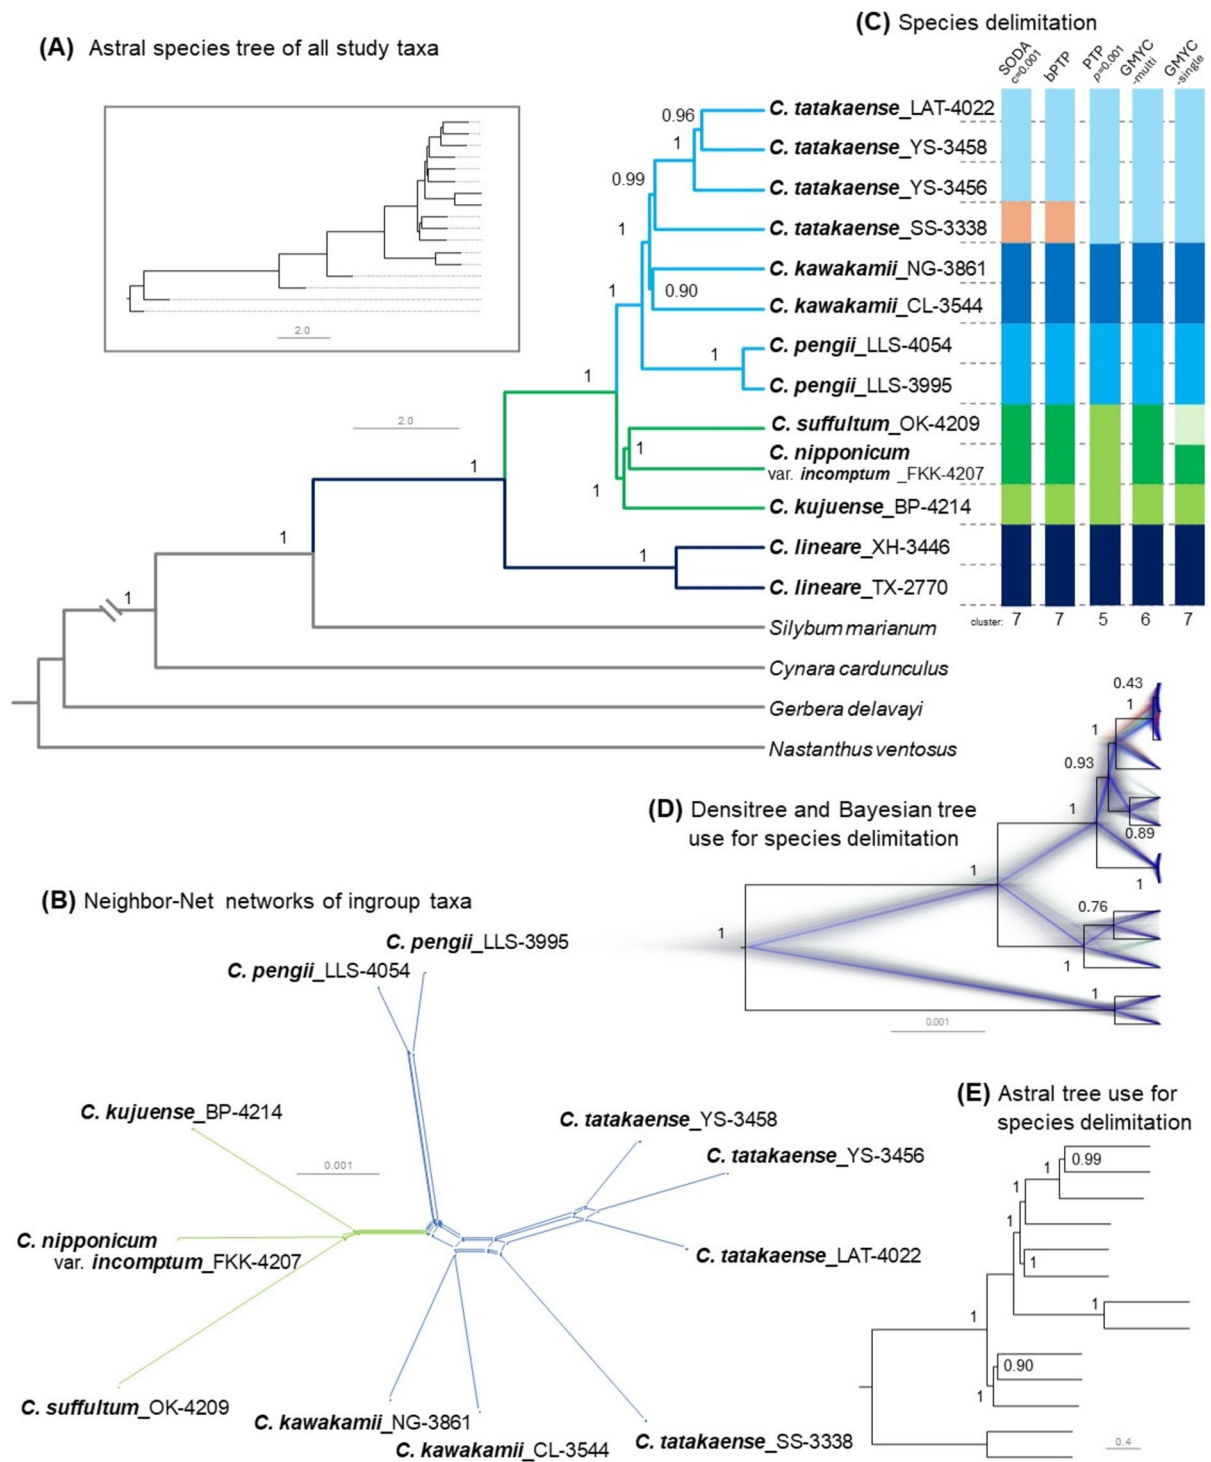 (A) Astral species tree of all study taxa
2.0
2.0
(C) Species delimitation
SODA c=0.001
bPTP
PTP p=0.001
GMYC -multi
GMYC -single
C. tatakaense_LAT-4022
C. tatakaense_YS-3458
C. tatakaense_YS-3456
C. tatakaense_SS-3338
C. kawakamii_NG-3861
C. kawakamii_CL-3544
C. pengii_LLS-4054
C. pengii_LLS-3995
C. suffultum_OK-4209
C. nipponicum
var. incomptum _FKK-4207
C. kujuense_BP-4214
C. lineare_XH-3446
C. lineare_TX-2770
Silybum marianum
Cynara cardunculus
Gerbera delavayi
Nastanthus ventosus
0.96
1
0.99
1
0.90
1
1
1
1
1
1
1
1
1
cluster: 7 7 5 6 7
(D) Densitree and Bayesian tree
use for species delimitation
0.43
1
1
0.93
1
0.89
1
1
0.76
1
1
1
0.001
(B) Neighbor-Net networks of ingroup taxa
C. pengii_LLS-3995
C. pengii_LLS-4054
C. kujuense_BP-4214
0.001
C. tatakaense_YS-3458
C. tatakaense_YS-3456
C. nipponicum
var. incomptum_FKK-4207
C. tatakaense_LAT-4022
C. suffultum_OK-4209
C. kawakamii_NG-3861
C. kawakamii_CL-3544
C. tatakaense_SS-3338
(E) Astral tree use for
species delimitation
0.99
1
1
1
1
1
1
0.90
1
0.4